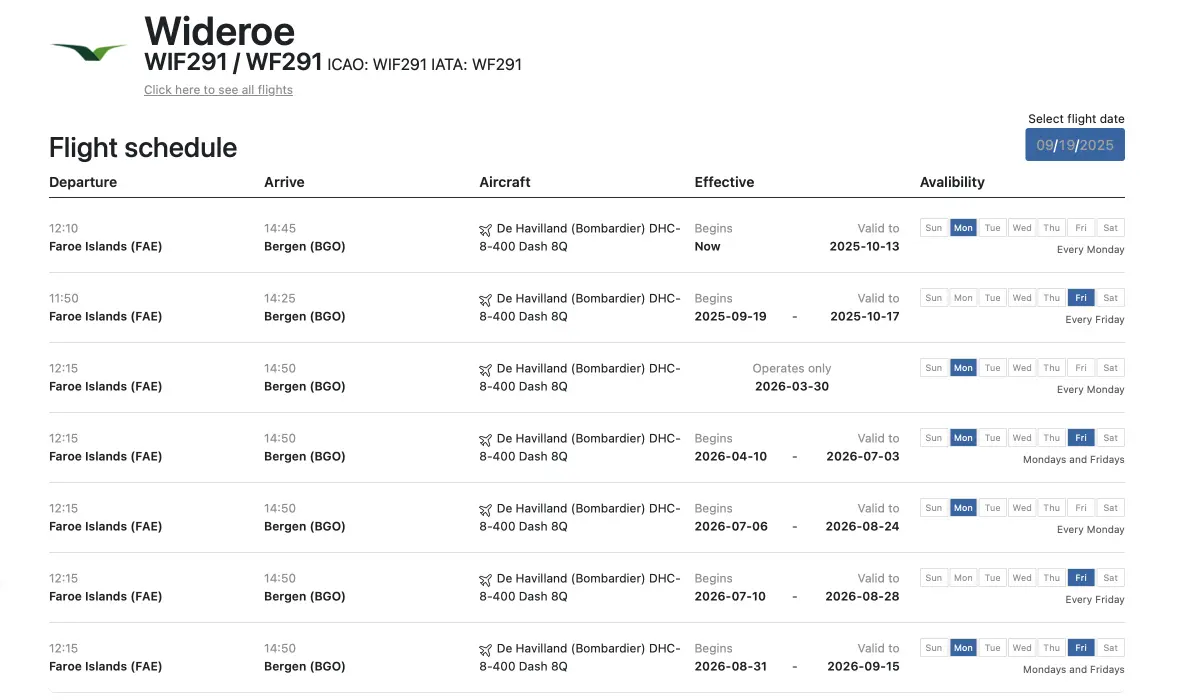 Wideroe
WIF291 / WF291 ICAO: WIF291 IATA: WF291
Click here to see all flights
Select flight date
09/19/2025
Flight schedule
Departure Arrive Aircraft Effective Avalibility
12:10 14:45 De Havilland (Bombardier) DHC- Begins Valid to Sun Mon Tue Wed Thu Fri Sat
Faroe Islands (FAE) Bergen (BGO) 8-400 Dash 8Q Now 2025-10-13 Every Monday
11:50 14:25 De Havilland (Bombardier) DHC- Begins Valid to Sun Mon Tue Wed Thu Fri Sat
Faroe Islands (FAE) Bergen (BGO) 8-400 Dash 8Q 2025-09-19 - 2025-10-17 Every Friday
12:15 14:50 De Havilland (Bombardier) DHC- Operates only Sun Mon Tue Wed Thu Fri Sat
Faroe Islands (FAE) Bergen (BGO) 8-400 Dash 8Q 2026-03-30 Every Monday
12:15 14:50 De Havilland (Bombardier) DHC- Begins Valid to Sun Mon Tue Wed Thu Fri Sat
Faroe Islands (FAE) Bergen (BGO) 8-400 Dash 8Q 2026-04-10 - 2026-07-03 Mondays and Fridays
12:15 14:50 De Havilland (Bombardier) DHC- Begins Valid to Sun Mon Tue Wed Thu Fri Sat
Faroe Islands (FAE) Bergen (BGO) 8-400 Dash 8Q 2026-07-06 - 2026-08-24 Every Monday
12:15 14:50 De Havilland (Bombardier) DHC- Begins Valid to Sun Mon Tue Wed Thu Fri Sat
Faroe Islands (FAE) Bergen (BGO) 8-400 Dash 8Q 2026-07-10 - 2026-08-28 Every Friday
12:15 14:50 De Havilland (Bombardier) DHC- Begins Valid to Sun Mon Tue Wed Thu Fri Sat
Faroe Islands (FAE) Bergen (BGO) 8-400 Dash 8Q 2026-08-31 - 2026-09-15 Mondays and Fridays